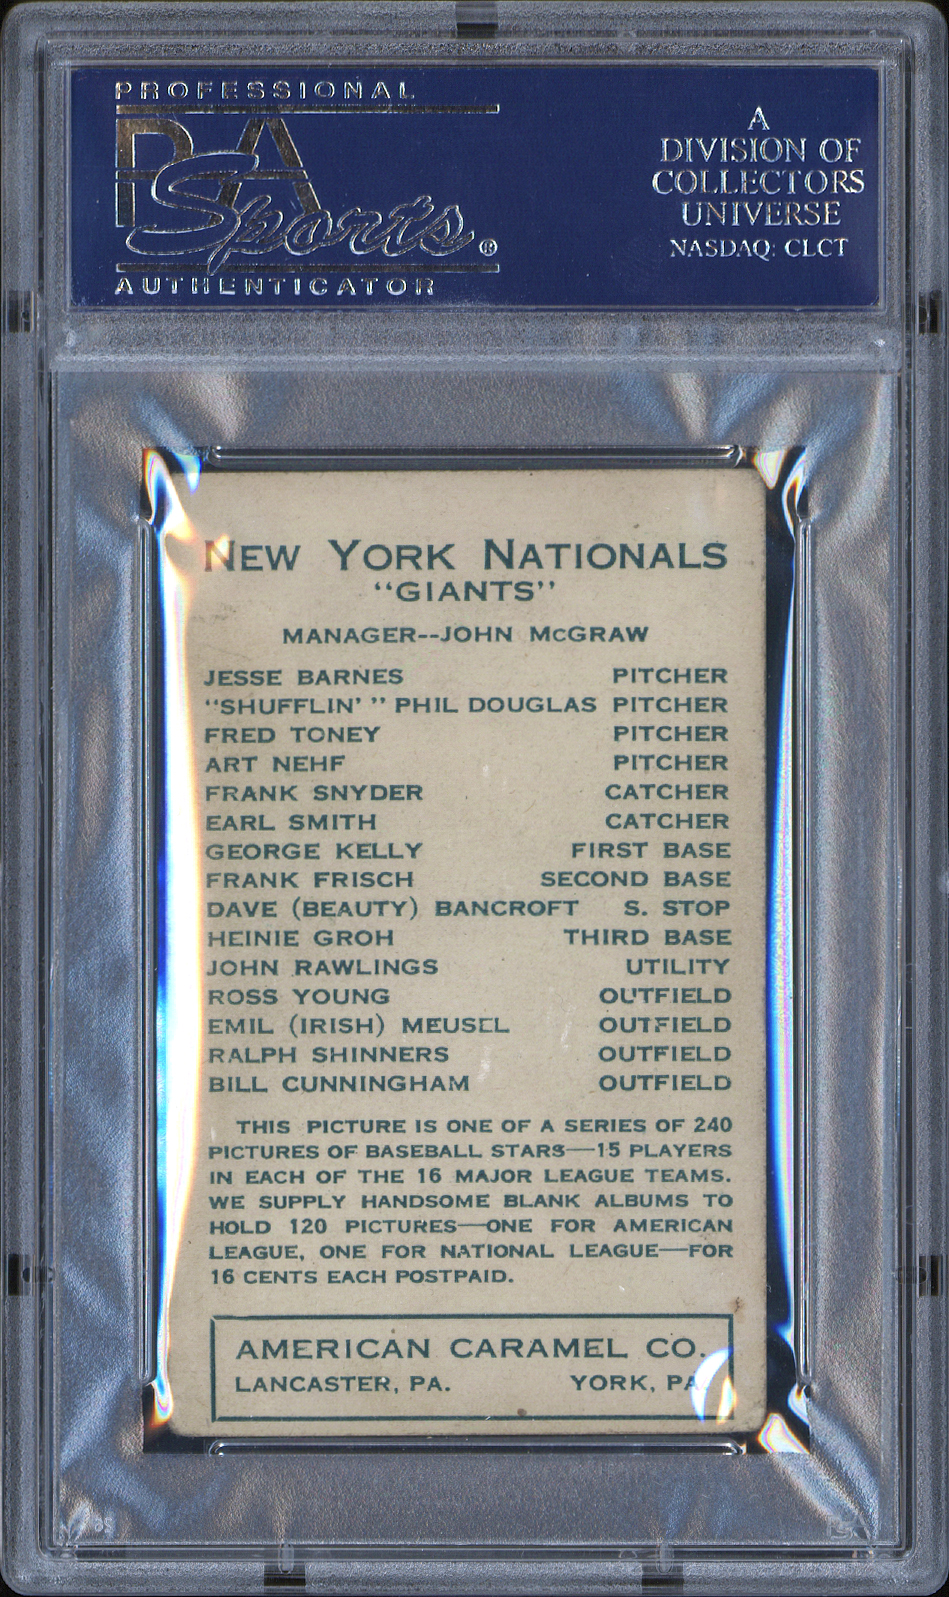 PROFESSIONAL
PSA
Sports®
AUTHENTICATOR
A
DIVISION OF
COLLECTORS
UNIVERSE
NASDAQ: CLCT
NEW YORK NATIONALS
"GIANTS"
MANAGER--JOHN McGRAW
JESSE BARNES PITCHER
"SHUFFLIN' " PHIL DOUGLAS PITCHER
FRED TONEY PITCHER
ART NEHF PITCHER
FRANK SNYDER CATCHER
EARL SMITH CATCHER
GEORGE KELLY FIRST BASE
FRANK FRISCH SECOND BASE
DAVE (BEAUTY) BANCROFT S. STOP
HEINIE GROH THIRD BASE
JOHN RAWLINGS UTILITY
ROSS YOUNG OUTFIELD
EMIL (IRISH) MEUSEL OUTFIELD
RALPH SHINNERS OUTFIELD
BILL CUNNINGHAM OUTFIELD
THIS PICTURE IS ONE OF A SERIES OF 240
PICTURES OF BASEBALL STARS—15 PLAYERS
IN EACH OF THE 16 MAJOR LEAGUE TEAMS.
WE SUPPLY HANDSOME BLANK ALBUMS TO
HOLD 120 PICTURES—ONE FOR AMERICAN
LEAGUE, ONE FOR NATIONAL LEAGUE—FOR
16 CENTS EACH POSTPAID.
AMERICAN CARAMEL CO.
LANCASTER, PA. YORK, PA